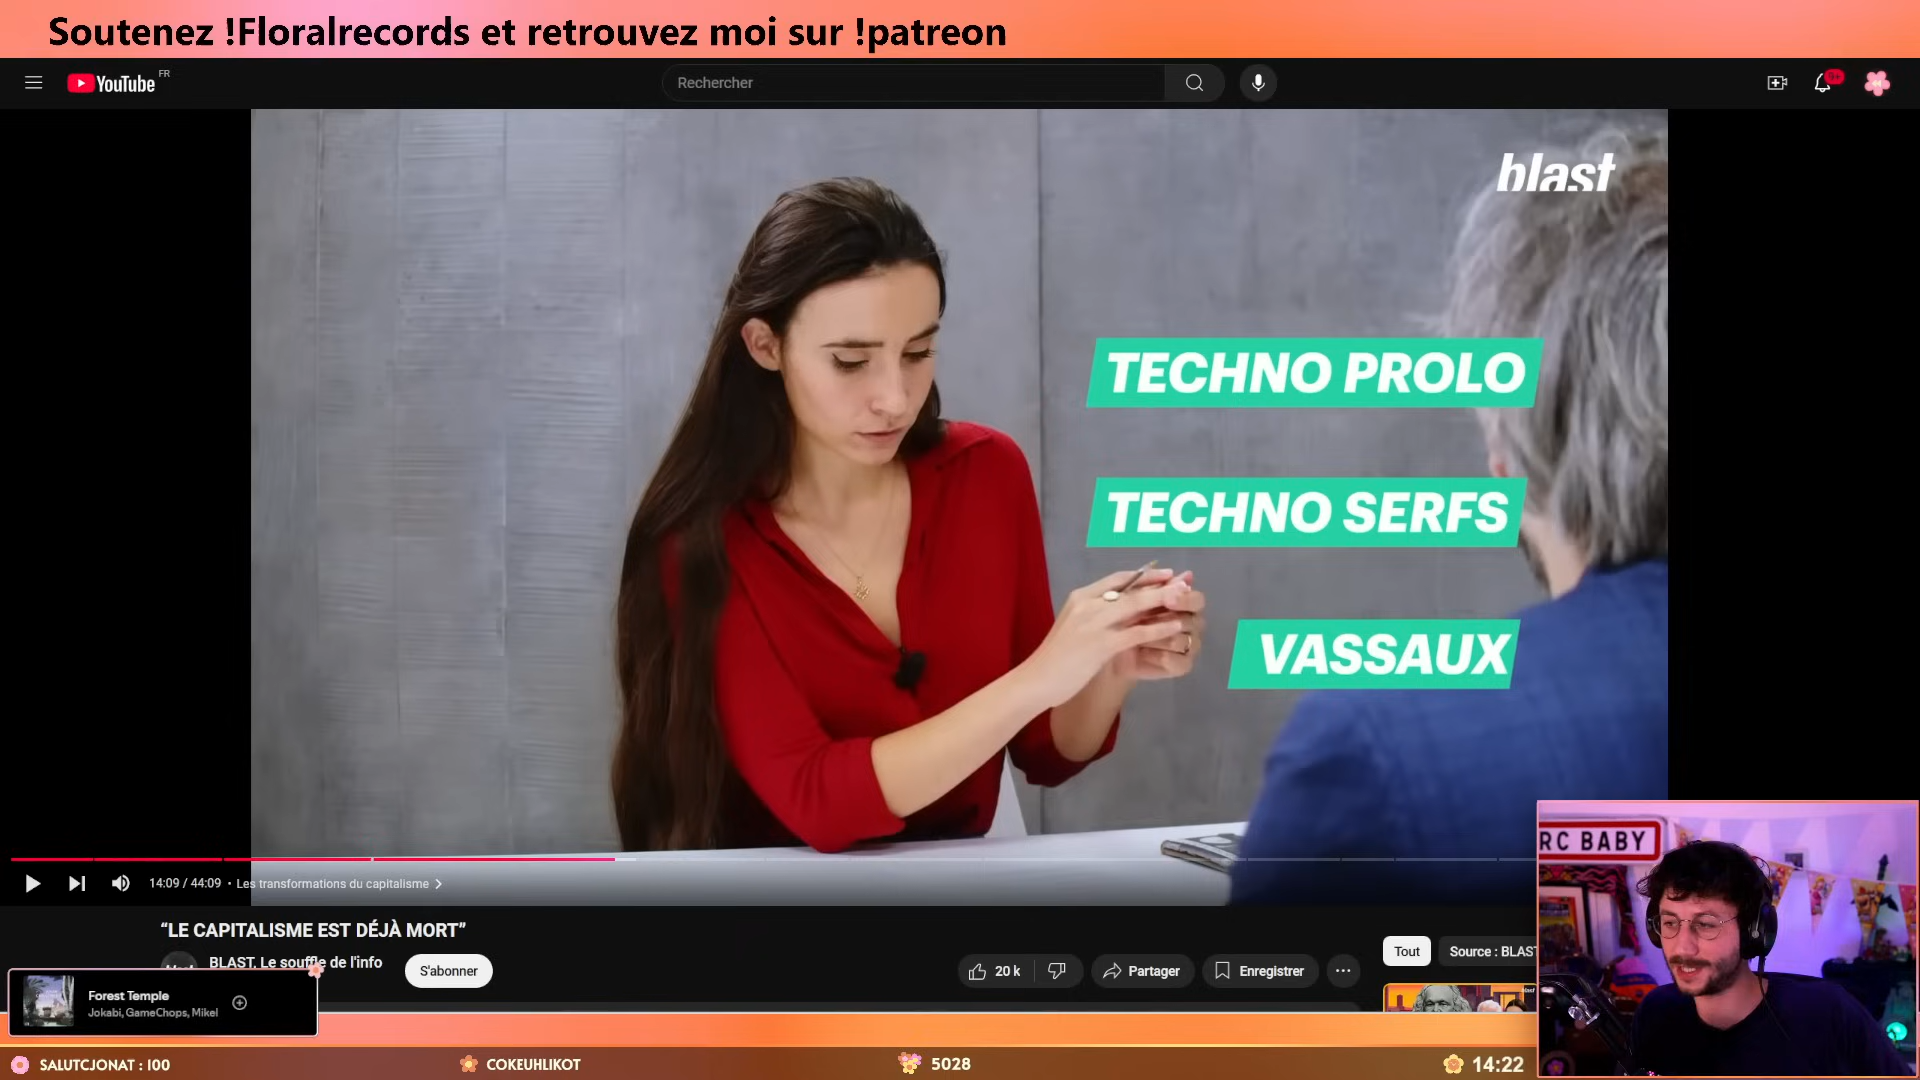 Soutenez !Floralrecords et retrouvez moi sur !patreon
YouTube FR
Rechercher
blast
TECHNO PROLO
TECHNO SERFS
VASSAUX
14:09 / 44:09 • Les transformations du capitalisme
“LE CAPITALISME EST DÉJÀ MORT”
BLAST, Le souffle de l'info
S'abonner
20 k
Partager
Enregistrer
Tout
Source : BLAST
RC BABY
Forest Temple
Jokabi, GameChops, Mikel
SALUTCJONAT : 100
COKEUHLIKOT
5028
14:22